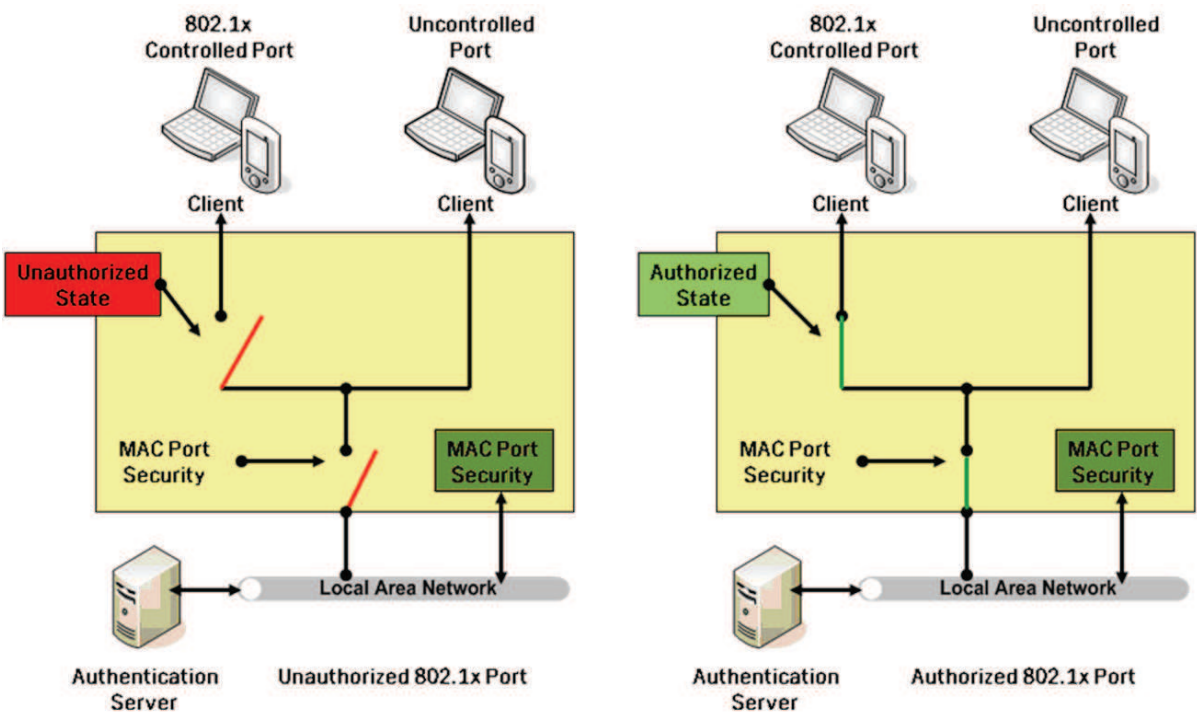 802.1x
Controlled Port
Uncontrolled
Port
Client
Client
Unauthorized
State
MAC Port
Security
MAC Port
Security
Local Area Network
Authentication
Server
Unauthorized 802.1x Port
802.1x
Controlled Port
Uncontrolled
Port
Client
Client
Authorized
State
MAC Port
Security
MAC Port
Security
Local Area Network
Authentication
Server
Authorized 802.1x Port